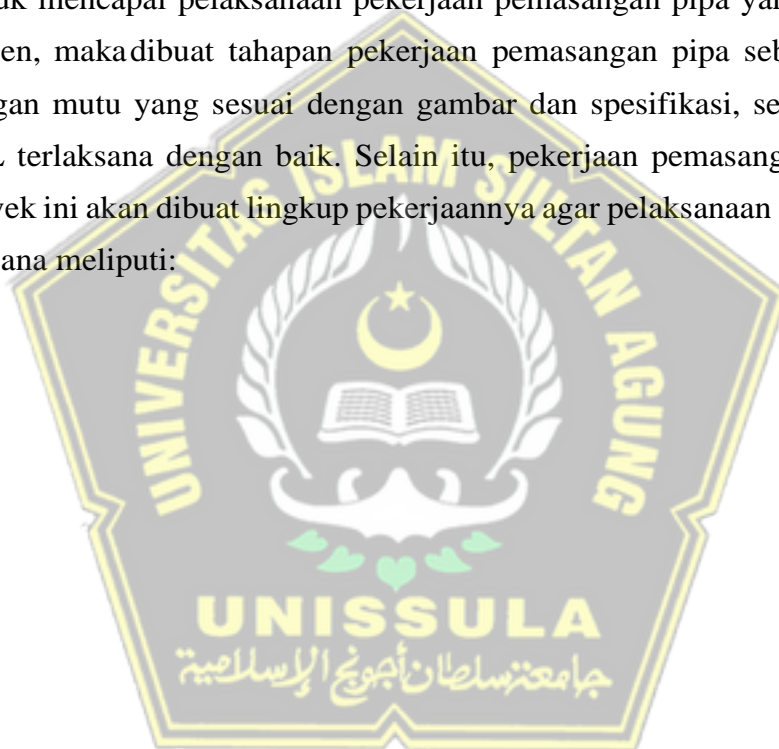 uk mencapai pelaksanaan pekerjaan pemasangan pipa yan
en, maka dibuat tahapan pekerjaan pemasangan pipa seb
gan mutu yang sesuai dengan gambar dan spesifikasi, se
L terlaksana dengan baik. Selain itu, pekerjaan pemasang
yek ini akan dibuat lingkup pekerjaannya agar pelaksanaan
ana meliputi:
UNIVERSITAS ISLAM SULTAN AGUNG
UNISSULA
جامعة سلطان أجونج الإسلامية